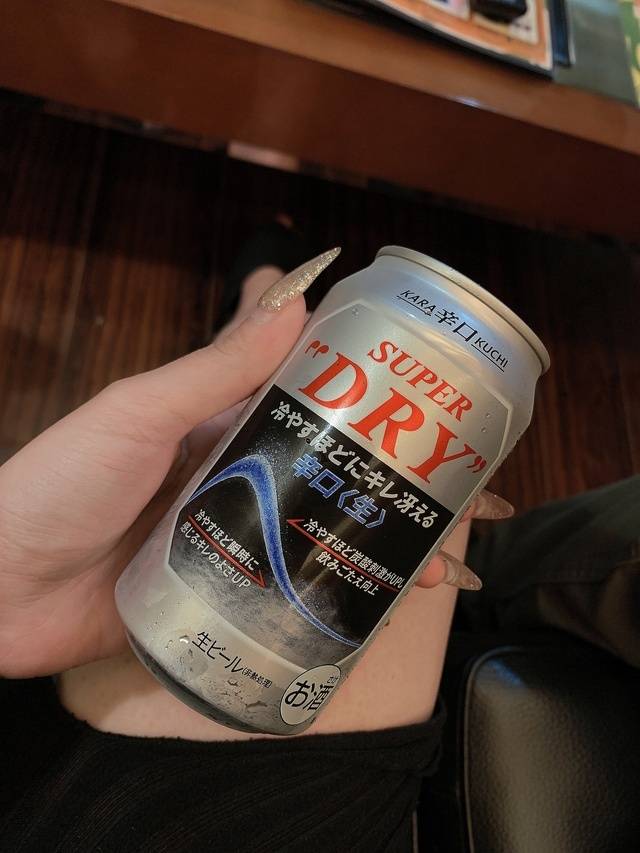 KARA 辛口 KUCHI
SUPER
"DRY"
冷やすほどにキレ冴える
辛口〈生〉
冷やすほど炭酸刺激がUPし
飲みごたえ向上
冷やすほど瞬時に
感じるキレのよさUP
生ビール(非熱処理)
お酒